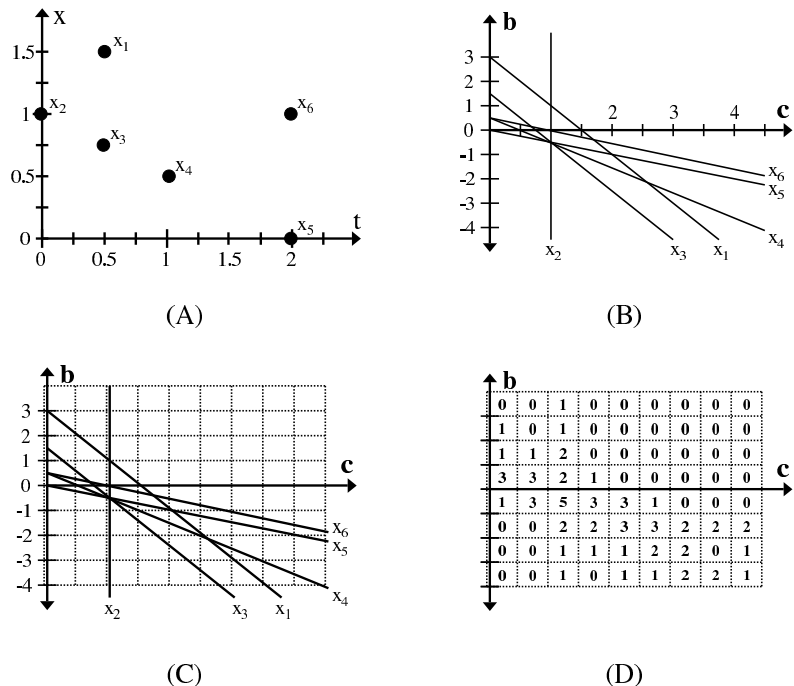 x
1.5
x1
x2
1
x3
x6
0.5
x4
t
0
x5
0 0.5 1 1.5 2
(A)
b
3
2
1
0
-1
-2
-3
-4
2 3 4 c
x6
x5
x4
x2 x3 x1
(B)
b
3
2
1
0
-1
-2
-3
-4
c
x6
x5
x4
x2 x3 x1
(C)
b
0 0 1 0 0 0 0 0 0
1 0 1 0 0 0 0 0 0
1 1 2 0 0 0 0 0 0
3 3 2 1 0 0 0 0 0
c
1 3 5 3 3 1 0 0 0
0 0 2 2 3 3 2 2 2
0 0 1 1 1 2 2 0 1
0 0 1 0 1 1 2 2 1
(D)